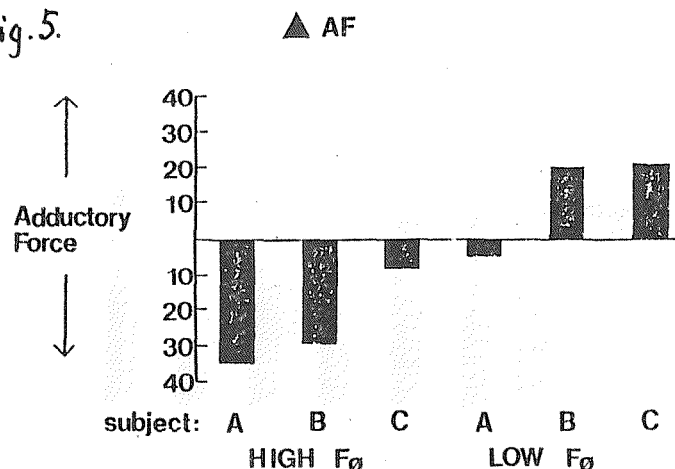 ig.5.
▲ AF
40
30
20
10
Adductory
Force
10
20
30
40
subject: A B C A B C
HIGH Fø LOW Fø